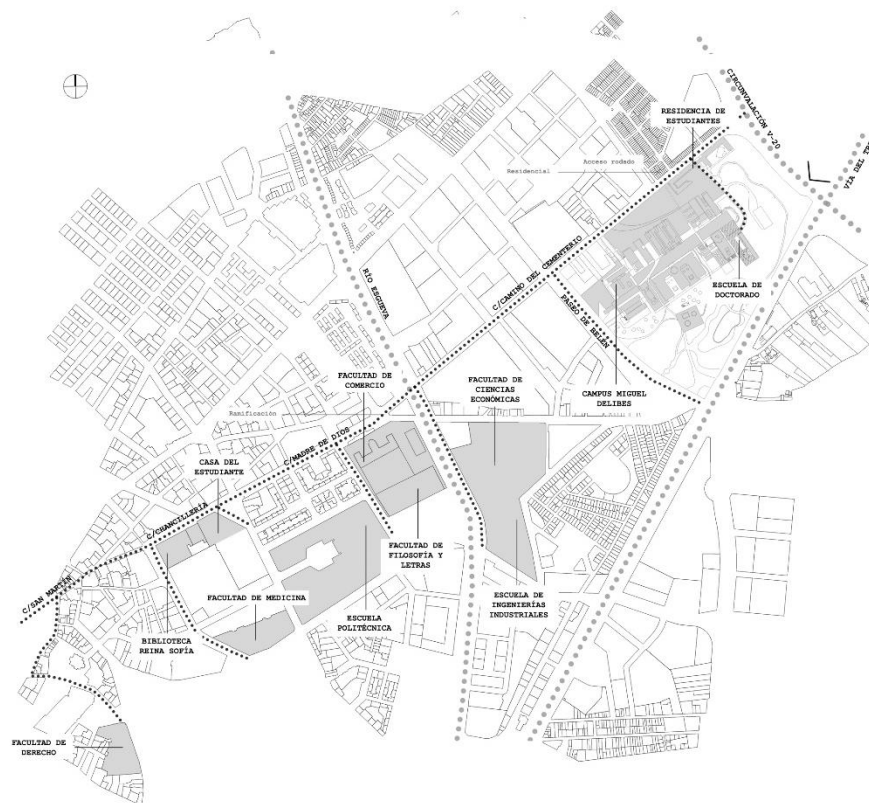 CIRCUNVALACIÓN V-20
RESIDENCIA DE
ESTUDIANTES
Acceso rodado
Residencial
C/CAMINO DEL CEMENTERIO
RÍO ESGUEVA
ESCUELA DE
DOCTORADO
PASEO DE BELÉN
FACULTAD DE
COMERCIO
FACULTAD DE
CIENCIAS
ECONÓMICAS
CAMPUS MIGUEL
DELIBES
Ramificación
C/MADRE DE DIOS
CASA DEL
ESTUDIANTE
C/CHANCILLERÍA
FACULTAD DE
FILOSOFÍA Y
LETRAS
C/SAN MARTÍN
FACULTAD DE MEDICINA
ESCUELA DE
INGENIERÍAS
INDUSTRIALES
ESCUELA
POLITÉCNICA
BIBLIOTECA
REINA SOFÍA
FACULTAD DE
DERECHO
VIA DEL